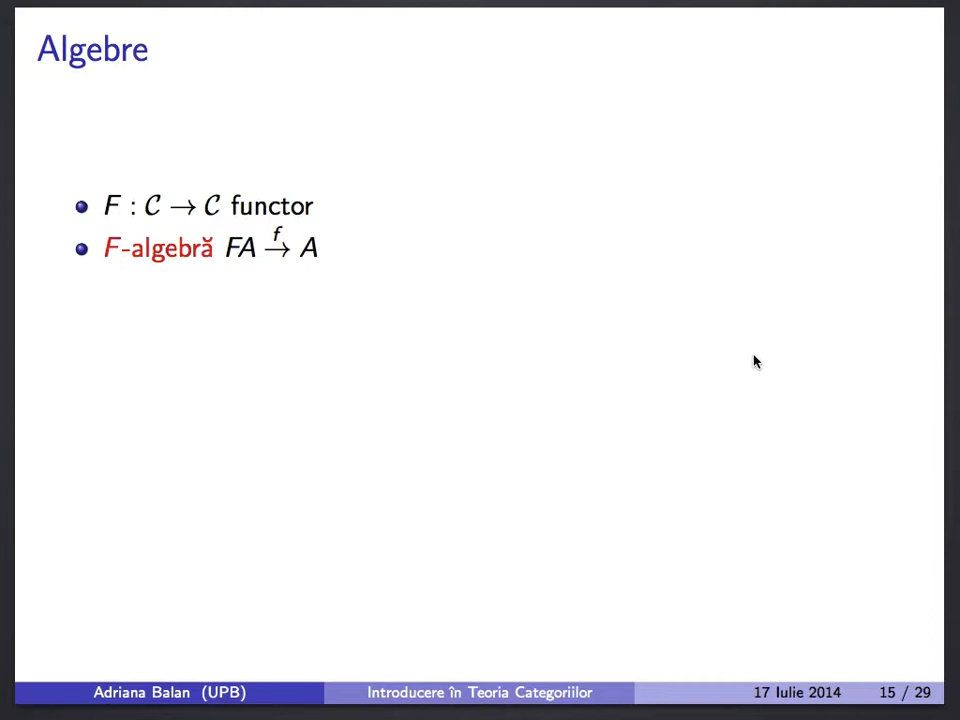 Algebre
F : 𝒞 → 𝒞 functor
F-algebră FA →f A
Adriana Balan (UPB) Introducere în Teoria Categoriilor 17 Iulie 2014 15 / 29